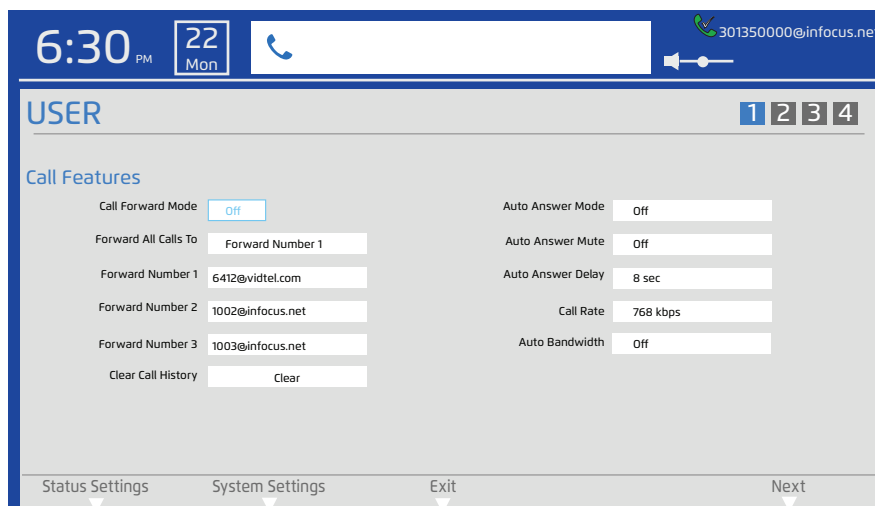 6:30 PM
22
Mon
301350000@infocus.ne
USER
1 2 3 4
Call Features
Call Forward Mode Off
Forward All Calls To Forward Number 1
Forward Number 1 6412@vidtel.com
Forward Number 2 1002@infocus.net
Forward Number 3 1003@infocus.net
Clear Call History Clear
Auto Answer Mode Off
Auto Answer Mute Off
Auto Answer Delay 8 sec
Call Rate 768 kbps
Auto Bandwidth Off
Status Settings System Settings Exit Next